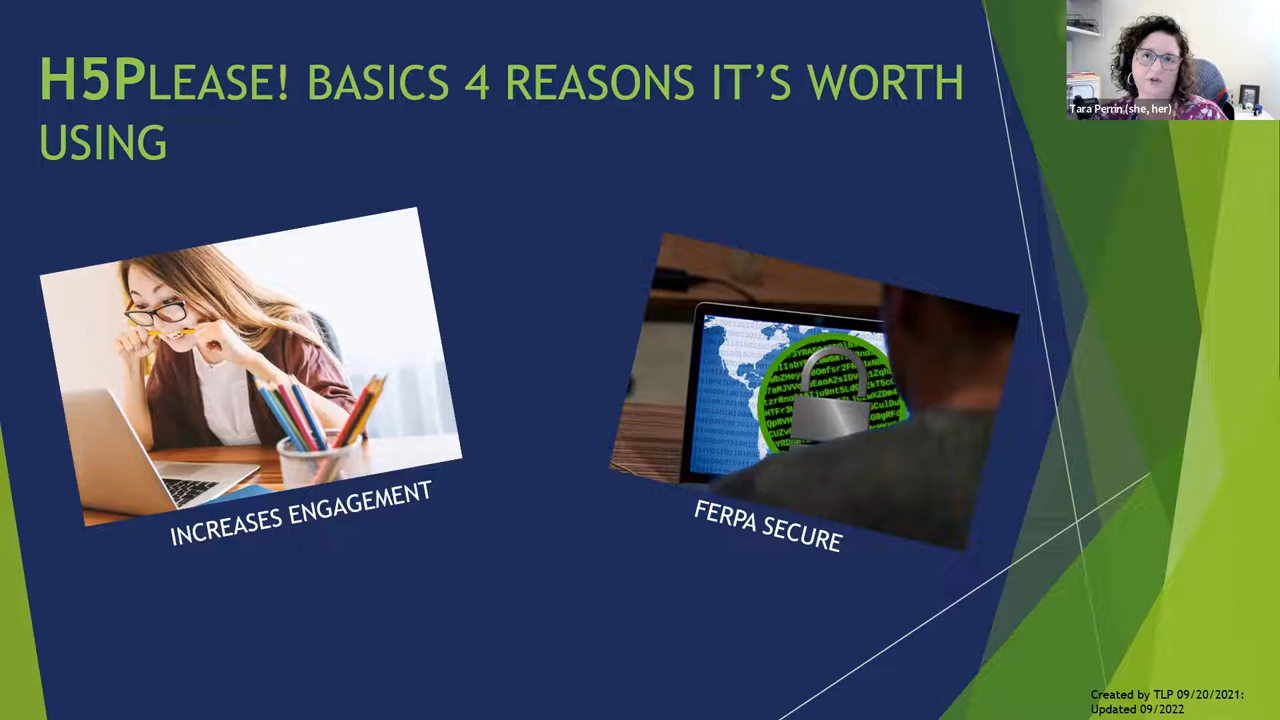 H5PLEASE! BASICS 4 REASONS IT'S WORTH
USING
Tara Perrin (she, her)
INCREASES ENGAGEMENT
FERPA SECURE
Created by TLP 09/20/2021:
Updated 09/2022